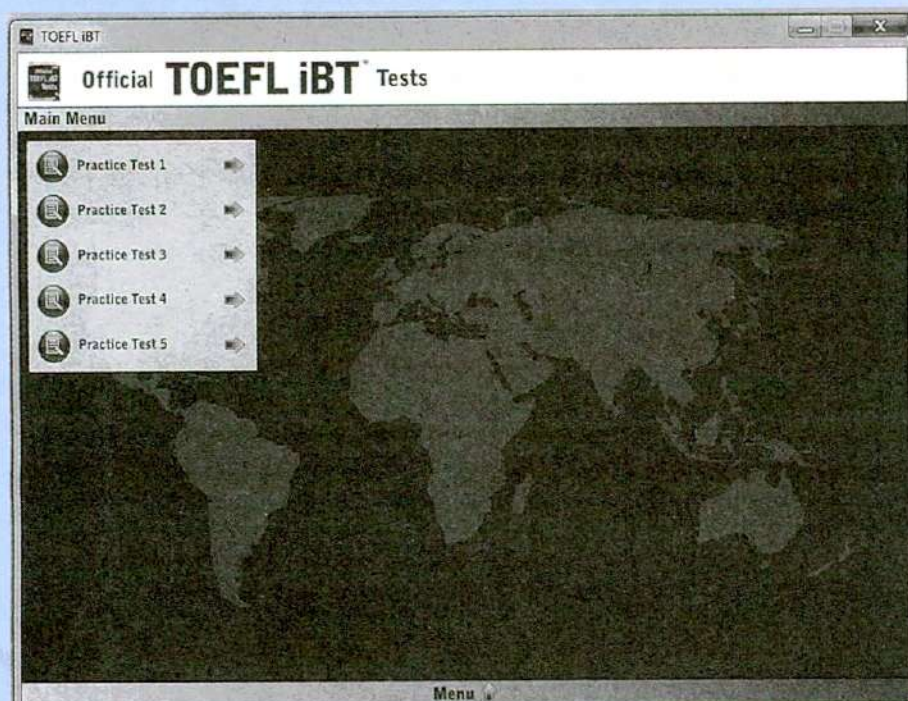 TOEFL iBT
Official TOEFL iBT® Tests
Main Menu
Practice Test 1
Practice Test 2
Practice Test 3
Practice Test 4
Practice Test 5
Menu